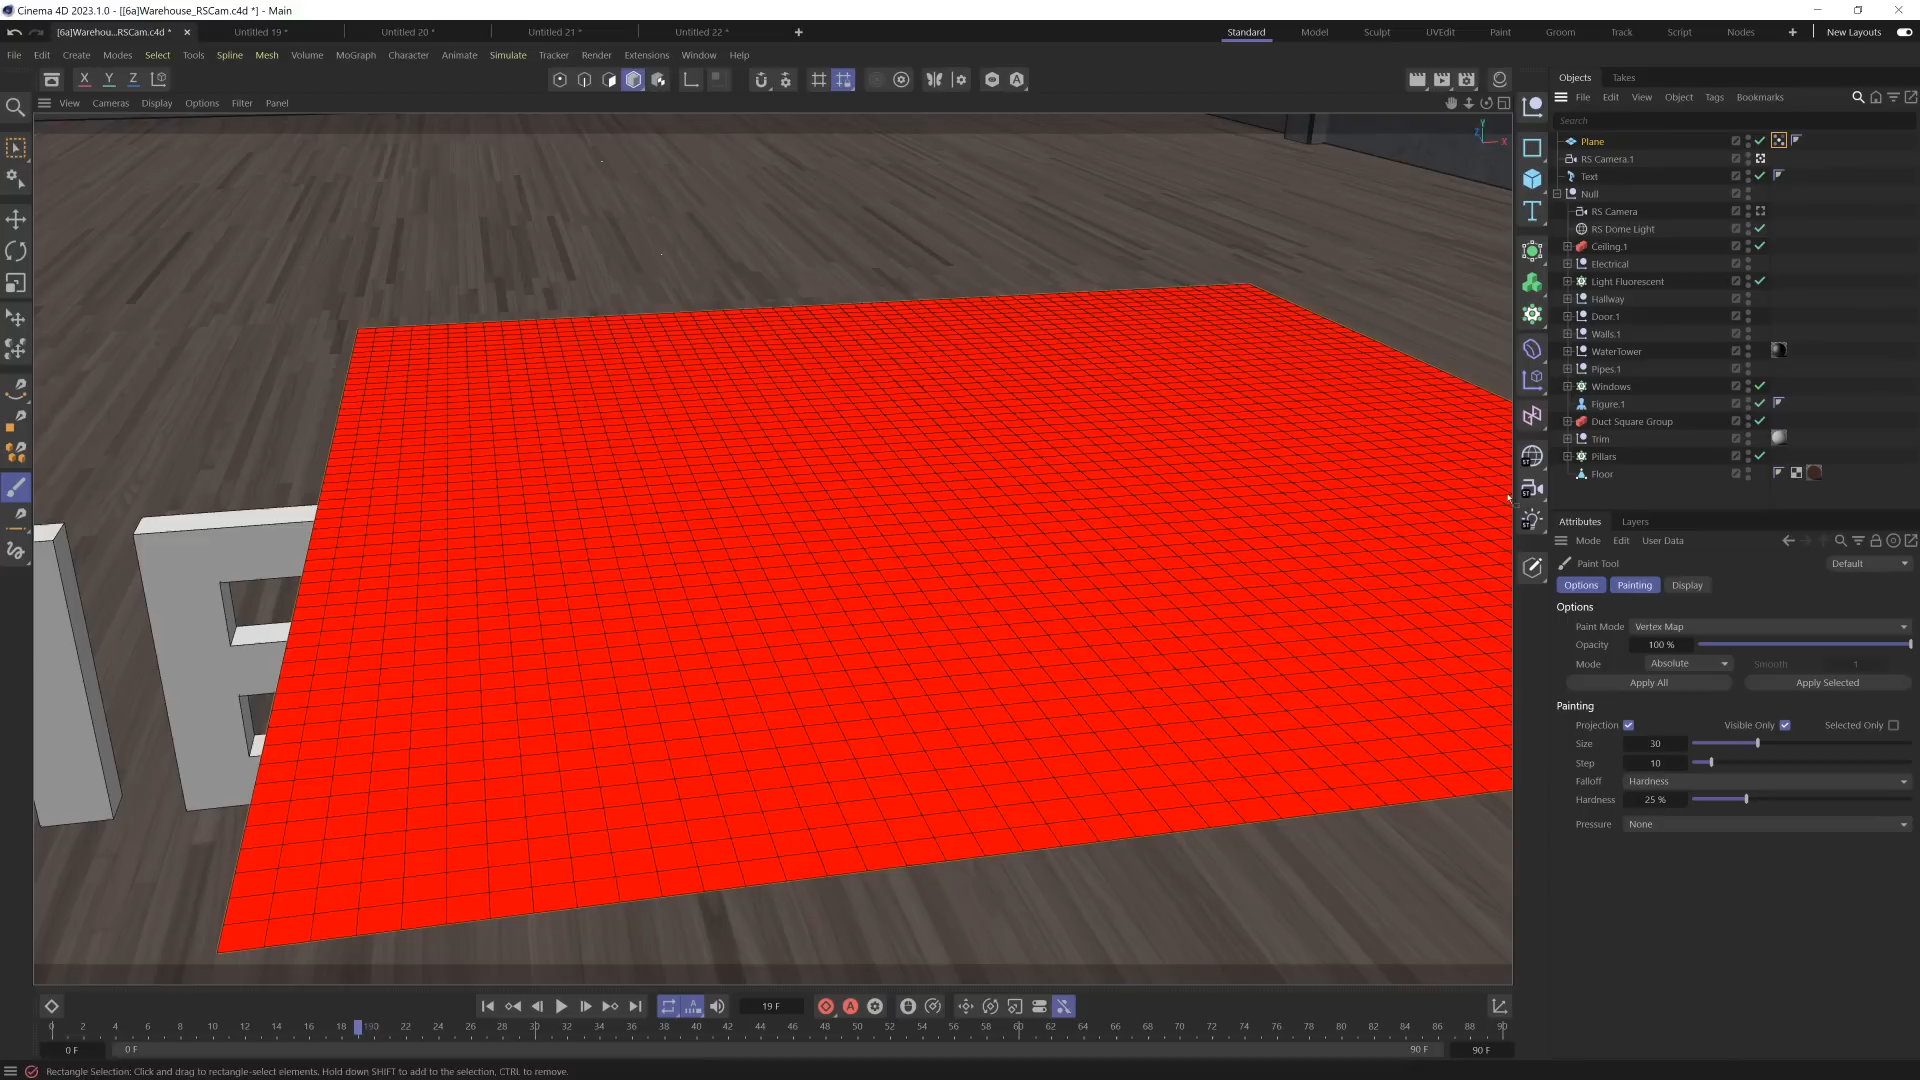 Cinema 4D 2023.1.0 - [[6a]Warehouse_RSCam.c4d *] - Main
[6a]Warehou...RSCam.c4d *
Untitled 19 *
Untitled 20 *
Untitled 21 *
Untitled 22 *
Standard
Model
Sculpt
UVEdit
Paint
Groom
Track
Script
Nodes
New Layouts
File Edit Create Modes Select Tools Spline Mesh Volume MoGraph Character Animate Simulate Tracker Render Extensions Window Help
X Y Z
View Cameras Display Options Filter Panel
Y
Z
X
Objects Takes
File Edit View Object Tags Bookmarks
Search
Plane
RS Camera.1
Text
Null
RS Camera
RS Dome Light
Ceiling.1
Electrical
Light Fluorescent
Hallway
Door.1
Walls.1
WaterTower
Pipes.1
Windows
Figure.1
Duct Square Group
Trim
Pillars
Floor
ST
ST
ST
Attributes Layers
Mode Edit User Data
Paint Tool
Default
Options Painting Display
Options
Paint Mode Vertex Map
Opacity 100 %
Mode Absolute Smooth 1
Apply All Apply Selected
Painting
Projection Visible Only Selected Only
Size 30
Step 10
Falloff Hardness
Hardness 25 %
Pressure None
19 F
0 2 4 6 8 10 12 14 16 18 190 22 24 26 28 30 32 34 36 38 40 42 44 46 48 50 52 54 56 58 60 62 64 66 68 70 72 74 76 78 80 82 84 86 88 90
0 F 0 F 90 F 90 F
Rectangle Selection: Click and drag to rectangle-select elements. Hold down SHIFT to add to the selection, CTRL to remove.